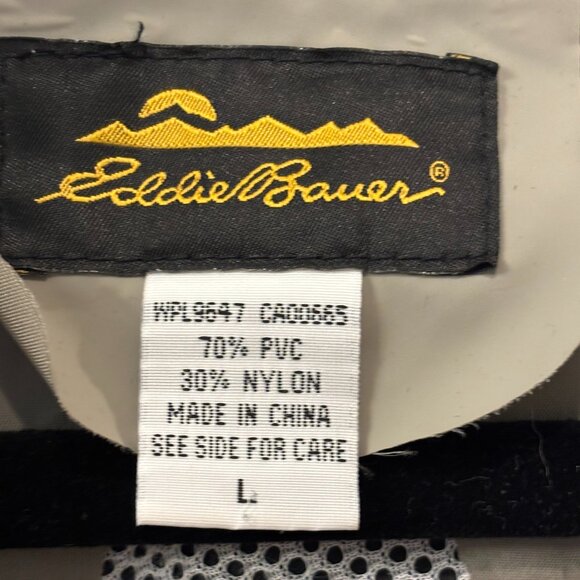 Eddie Bauer®
WPL9647 CA00665
70% PVC
30% NYLON
MADE IN CHINA
SEE SIDE FOR CARE
L